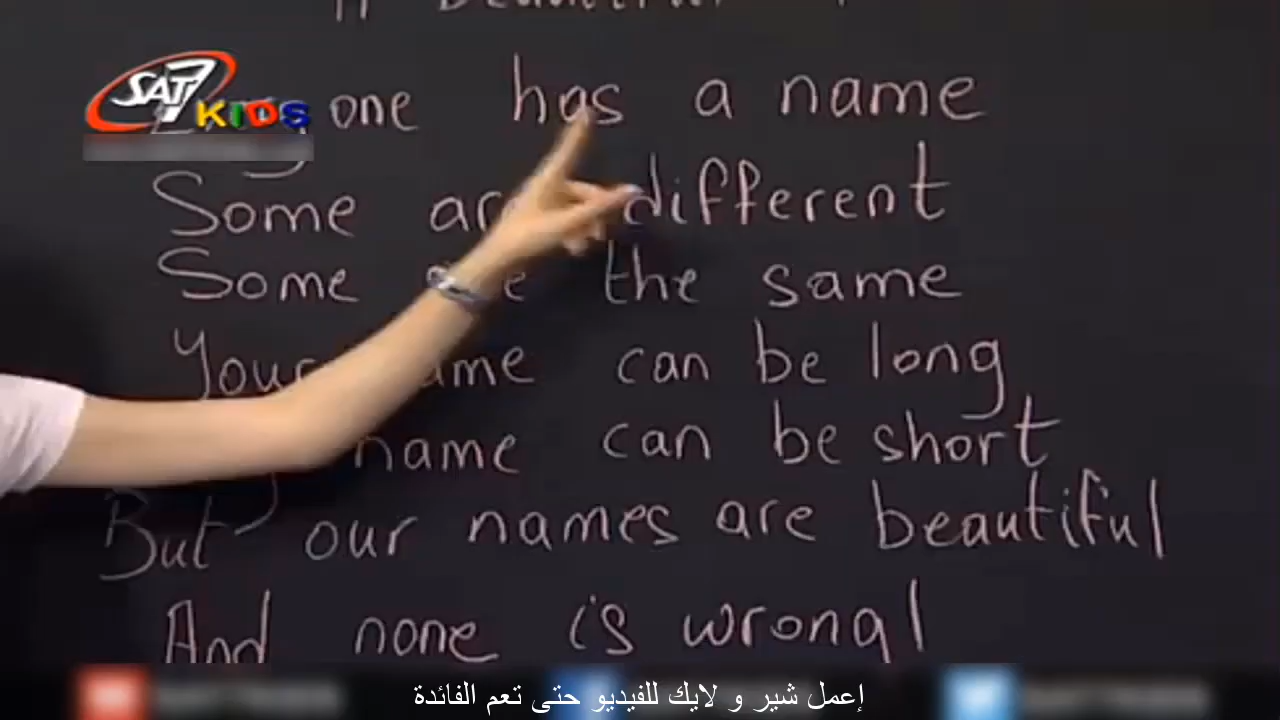 SAT7
KIDS
one has a name
Some different
Some the same
Your name can be long
name can be short
But our names are beautiful
And none is wrong!
إعمل شير و لايك للفيديو حتى تعم الفائدة